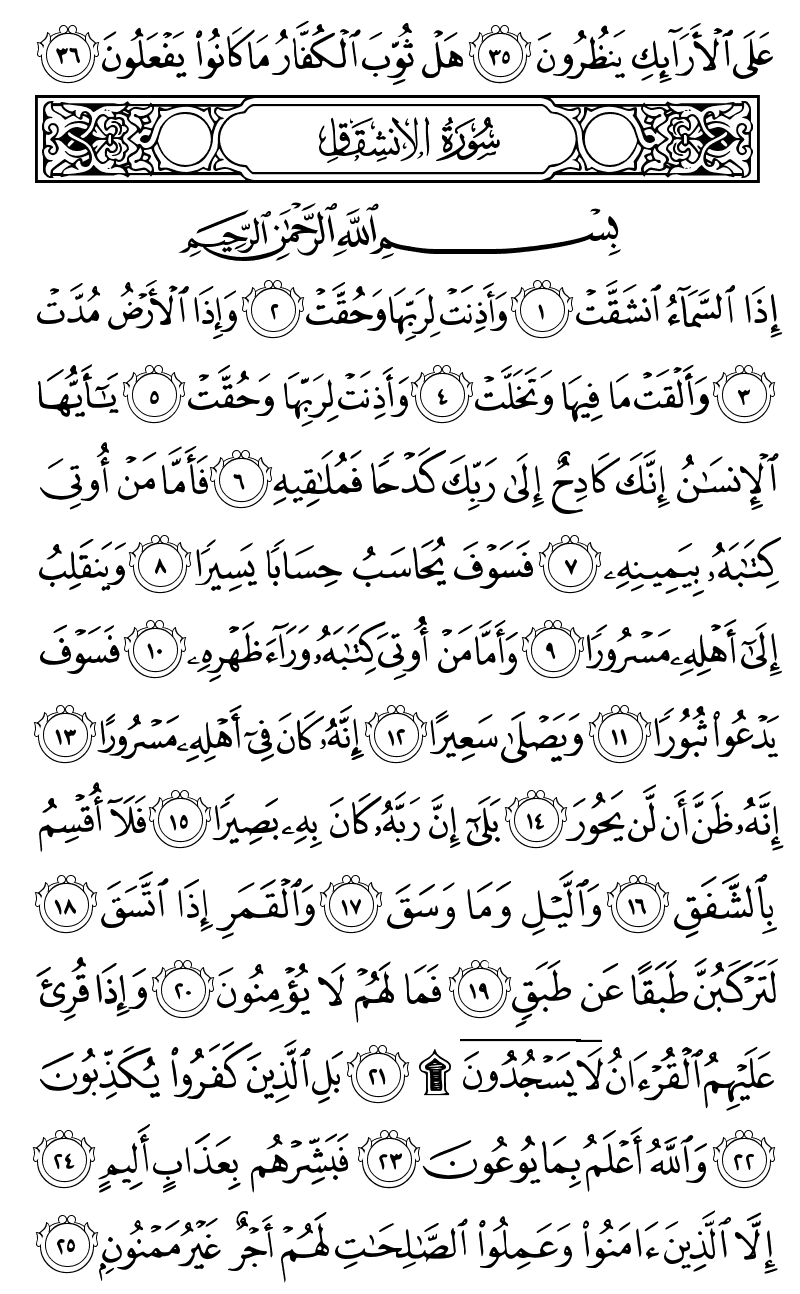 عَلَى ٱلْأَرَآئِكِ يَنظُرُونَ ٣٥ هَلْ ثُوِّبَ ٱلْكُفَّارُ مَا كَانُوا۟ يَفْعَلُونَ ٣٦
سُورَةُ الانشِقَاقِ
بِسْمِ ٱللَّهِ ٱلرَّحْمَٰنِ ٱلرَّحِيمِ
إِذَا ٱلسَّمَآءُ ٱنشَقَّتْ ١ وَأَذِنَتْ لِرَبِّهَا وَحُقَّتْ ٢ وَإِذَا ٱلْأَرْضُ مُدَّتْ
٣ وَأَلْقَتْ مَا فِيهَا وَتَخَلَّتْ ٤ وَأَذِنَتْ لِرَبِّهَا وَحُقَّتْ ٥ يَٰٓأَيُّهَا
ٱلْإِنسَٰنُ إِنَّكَ كَادِحٌ إِلَىٰ رَبِّكَ كَدْحًا فَمُلَٰقِيهِ ٦ فَأَمَّا مَنْ أُوتِىَ
كِتَٰبَهُۥ بِيَمِينِهِۦ ٧ فَسَوْفَ يُحَاسَبُ حِسَابًا يَسِيرًا ٨ وَيَنقَلِبُ
إِلَىٰٓ أَهْلِهِۦ مَسْرُورًا ٩ وَأَمَّا مَنْ أُوتِىَ كِتَٰبَهُۥ وَرَآءَ ظَهْرِهِۦ ١٠ فَسَوْفَ
يَدْعُوا۟ ثُبُورًا ١١ وَيَصْلَىٰ سَعِيرًا ١٢ إِنَّهُۥ كَانَ فِىٓ أَهْلِهِۦ مَسْرُورًا ١٣
إِنَّهُۥ ظَنَّ أَن لَّن يَحُورَ ١٤ بَلَىٰٓ إِنَّ رَبَّهُۥ كَانَ بِهِۦ بَصِيرًا ١٥ فَلَآ أُقْسِمُ
بِٱلشَّفَقِ ١٦ وَٱلَّيْلِ وَمَا وَسَقَ ١٧ وَٱلْقَمَرِ إِذَا ٱتَّسَقَ ١٨
لَتَرْكَبُنَّ طَبَقًا عَن طَبَقٍ ١٩ فَمَا لَهُمْ لَا يُؤْمِنُونَ ٢٠ وَإِذَا قُرِئَ
عَلَيْهِمُ ٱلْقُرْءَانُ لَا يَسْجُدُونَ ۩ ٢١ بَلِ ٱلَّذِينَ كَفَرُوا۟ يُكَذِّبُونَ
٢٢ وَٱللَّهُ أَعْلَمُ بِمَا يُوعُونَ ٢٣ فَبَشِّرْهُم بِعَذَابٍ أَلِيمٍ ٢٤
إِلَّا ٱلَّذِينَ ءَامَنُوا۟ وَعَمِلُوا۟ ٱلصَّٰلِحَٰتِ لَهُمْ أَجْرٌ غَيْرُ مَمْنُونٍۭ ٢٥